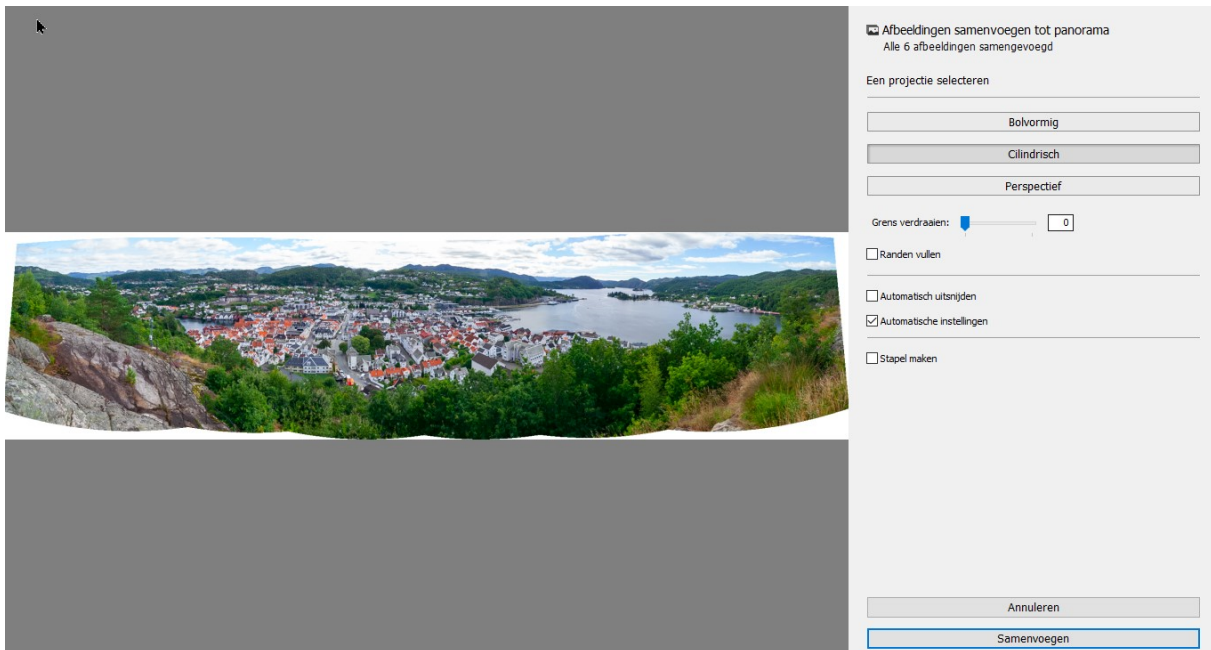 Afbeeldingen samenvoegen tot panorama
Alle 6 afbeeldingen samengevoegd
Een projectie selecteren
Bolvormig
Cilindrisch
Perspectief
Grens verdraaien: 0
Randen vullen
Automatisch uitsnijden
Automatische instellingen
Stapel maken
Annuleren
Samenvoegen